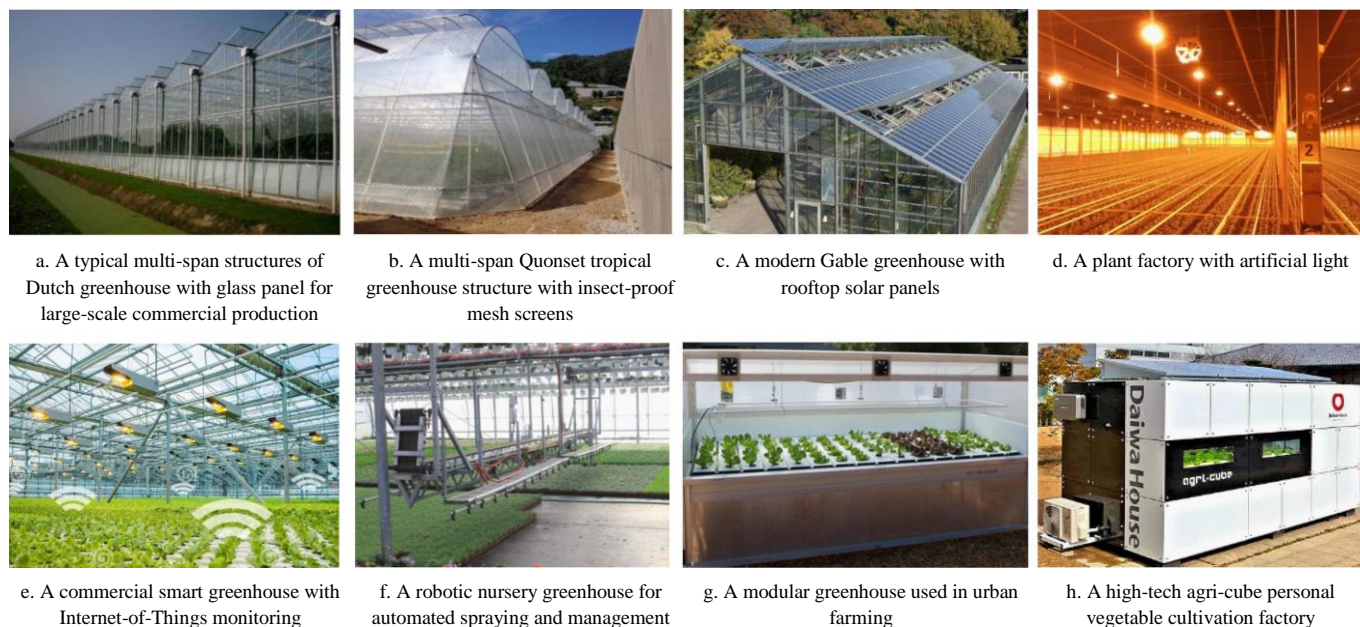 a. A typical multi-span structures of
Dutch greenhouse with glass panel for
large-scale commercial production
b. A multi-span Quonset tropical
greenhouse structure with insect-proof
mesh screens
c. A modern Gable greenhouse with
rooftop solar panels
2
d. A plant factory with artificial light
e. A commercial smart greenhouse with
Internet-of-Things monitoring
f. A robotic nursery greenhouse for
automated spraying and management
g. A modular greenhouse used in urban
farming
DaiwaHouse
agri-cube
h. A high-tech agri-cube personal
vegetable cultivation factory